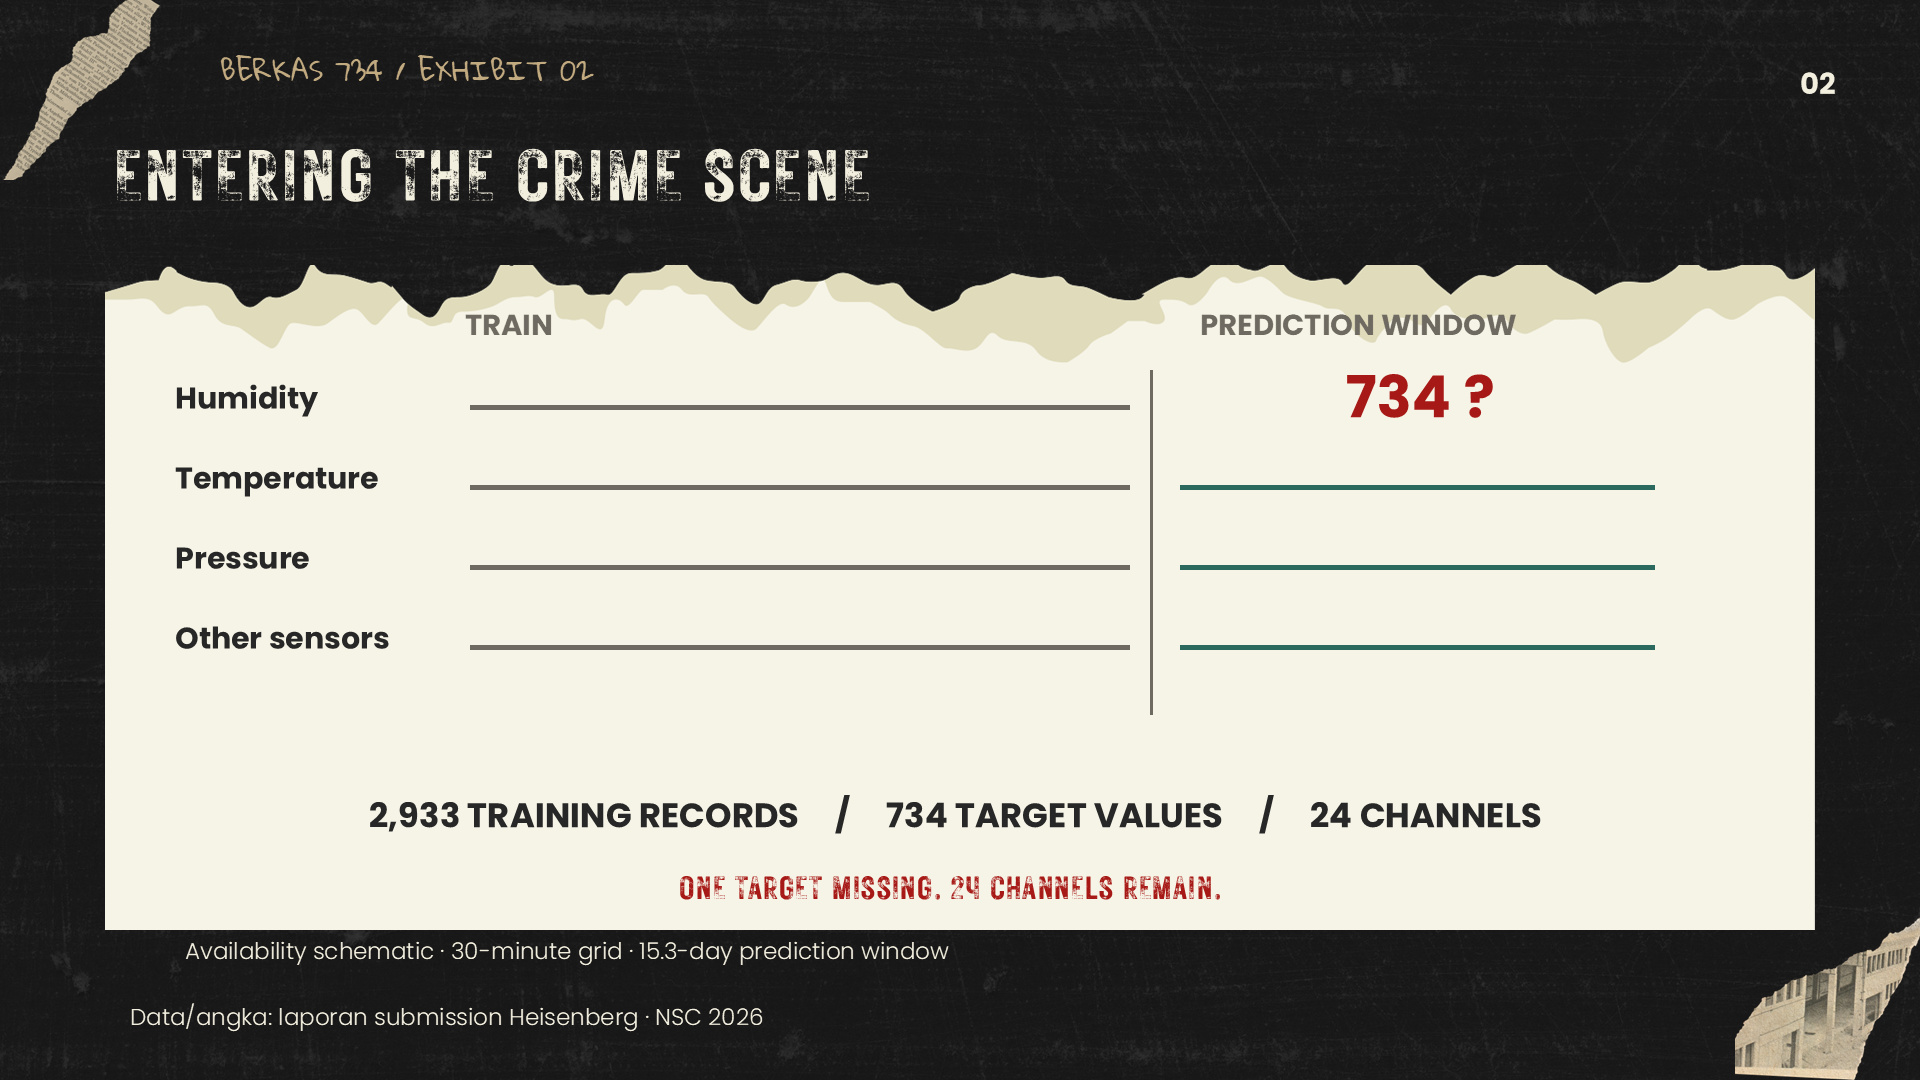 BERKAS 734 / EXHIBIT 02
02
ENTERING THE CRIME SCENE
TRAIN
PREDICTION WINDOW
Humidity
734 ?
Temperature
Pressure
Other sensors
2,933 TRAINING RECORDS / 734 TARGET VALUES / 24 CHANNELS
ONE TARGET MISSING. 24 CHANNELS REMAIN.
Availability schematic · 30-minute grid · 15.3-day prediction window
Data/angka: laporan submission Heisenberg · NSC 2026